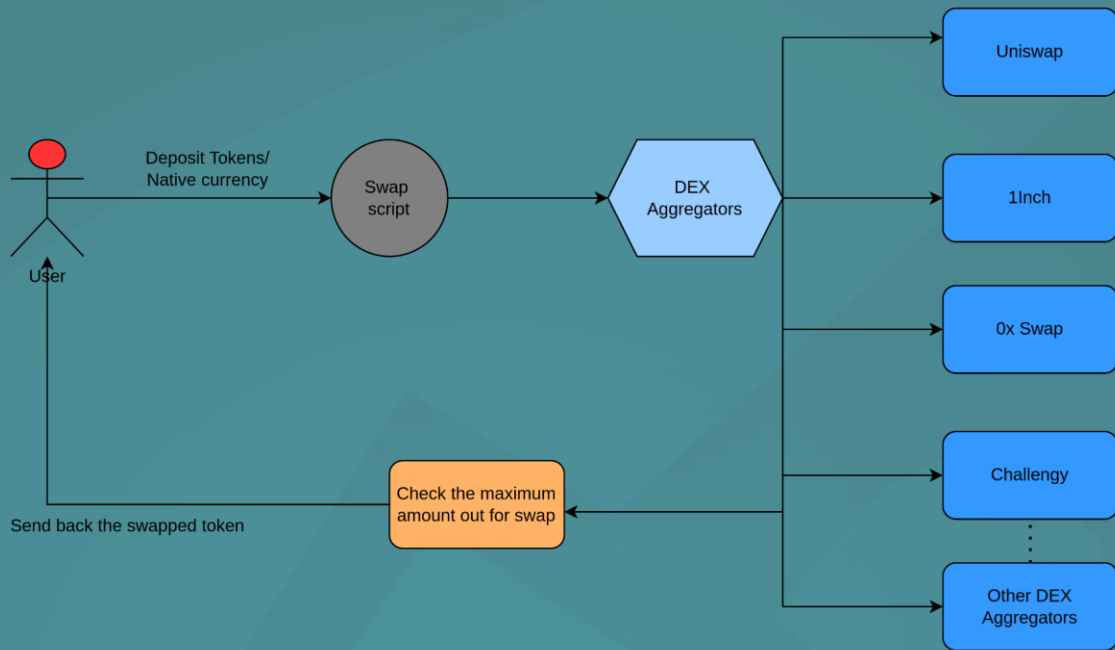 Uniswap
Deposit Tokens/
Native currency
Swap
script
DEX
Aggregators
1Inch
User
0x Swap
Challengy
Check the maximum
amount out for swap
Send back the swapped token
Other DEX
Aggregators